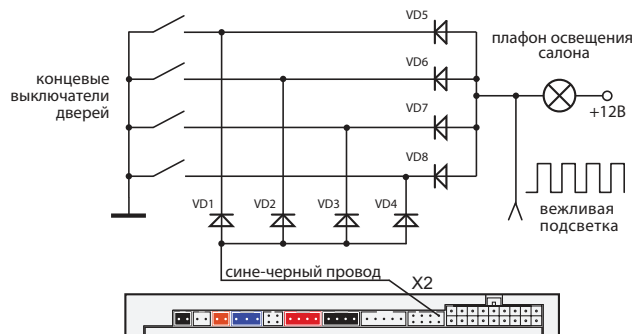 VD5
плафон освещения
салона
VD6
концевые
выключатели
дверей
VD7
+12В
VD8
VD1
VD2
VD3
VD4
вежливая
подсветка
сине-черный провод
X2